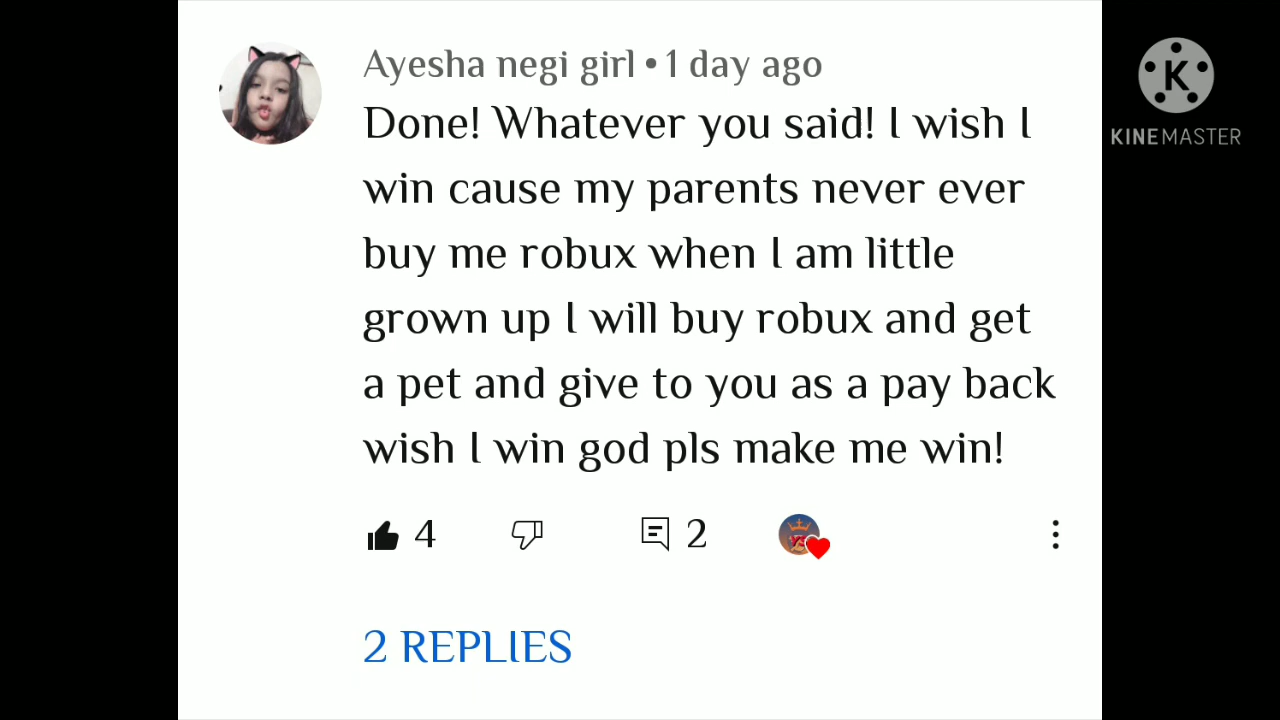 Ayesha negi girl • 1 day ago
Done! Whatever you said! I wish I
win cause my parents never ever
buy me robux when I am little
grown up I will buy robux and get
a pet and give to you as a pay back
wish I win god pls make me win!
4 2
2 REPLIES
K
KINEMASTER